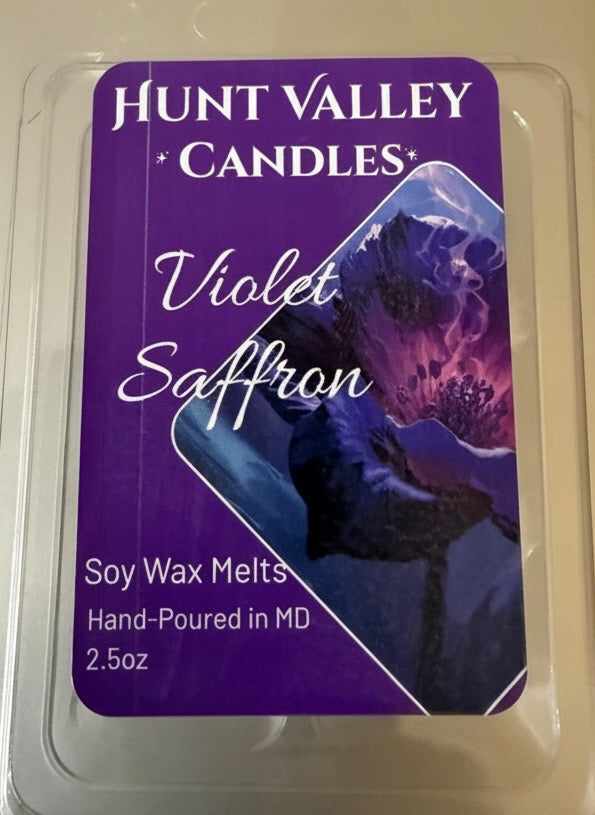 HUNT VALLEY
CANDLES
Violet
Saffron
Soy Wax Melts
Hand-Poured in MD
2.5oz